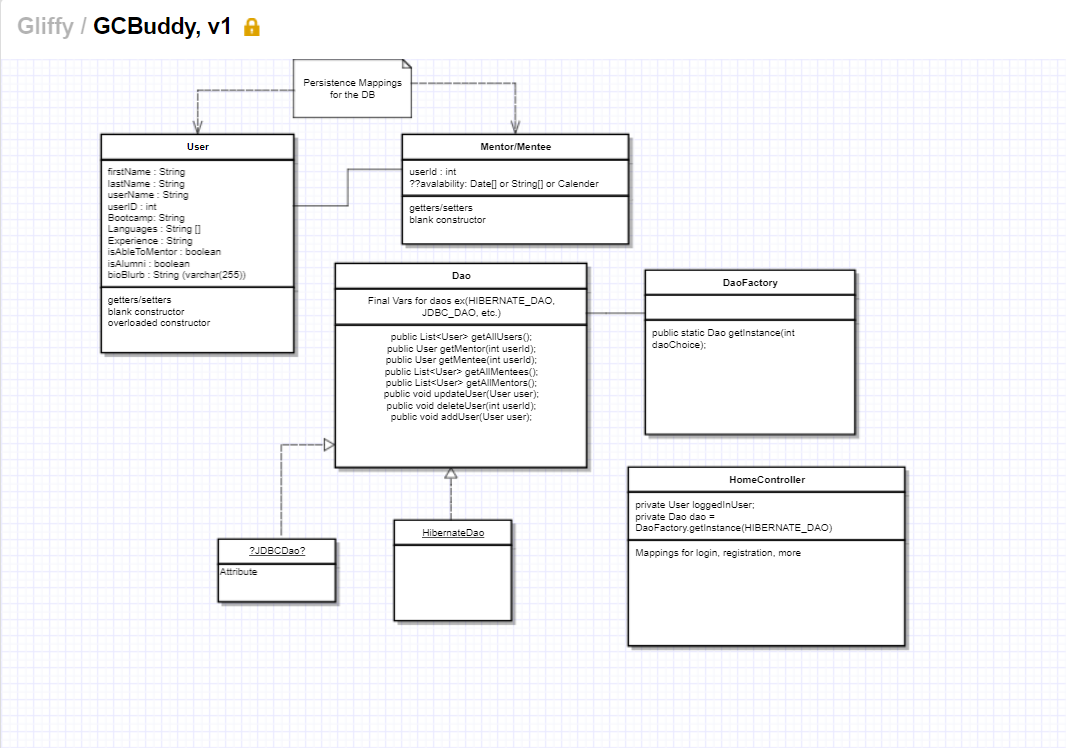 Gliffy / GCBuddy, v1
Persistence Mappings
for the DB
User
firstName : String
lastName : String
userName : String
userID : int
Bootcamp: String
Languages : String []
Experience : String
isAbleToMentor : boolean
isAlumni : boolean
bioBlurb : String (varchar(255))
getters/setters
blank constructor
overloaded constructor
Mentor/Mentee
userId : int
??avalability: Date[] or String[] or Calender
getters/setters
blank constructor
Dao
Final Vars for daos ex(HIBERNATE_DAO,
JDBC_DAO, etc.)
public List<User> getAllUsers();
public User getMentor(int userId);
public User getMentee(int userId);
public List<User> getAllMentees();
public List<User> getAllMentors();
public void updateUser(User user);
public void deleteUser(int userId);
public void addUser(User user);
DaoFactory
public static Dao getInstance(int
daoChoice);
HomeController
private User loggedInUser;
private Dao dao =
DaoFactory.getInstance(HIBERNATE_DAO)
Mappings for login, registration, more
HibernateDao
?JDBCDao?
Attribute